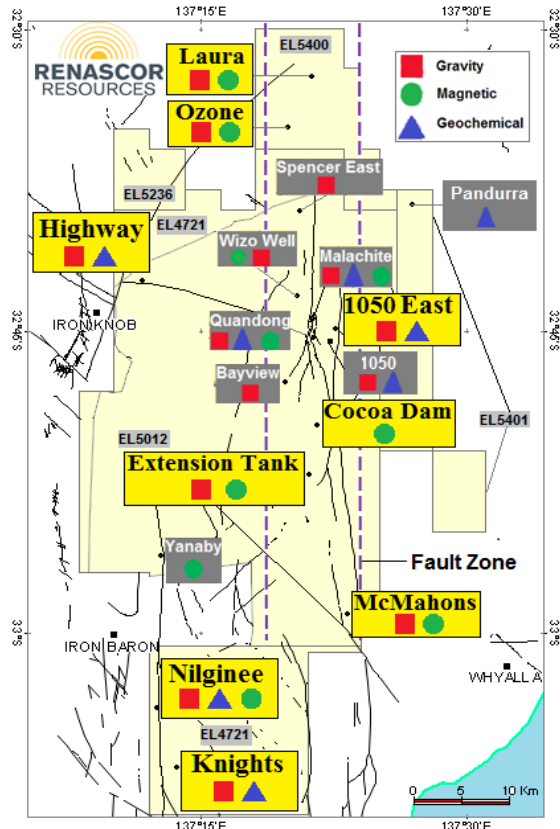 137°15'E
137°30'E
32°30'S
32°30'S
RENASCOR
RESOURCES
EL5400
Laura
Gravity
Magnetic
Geochemical
Ozone
Spencer East
EL5236
Pandurra
EL4721
Highway
Wizo Well
Malachite
1050 East
IRON KNOB
Quandong
32°45'S
32°45'S
1050
Bayview
Cocoa Dam
EL5401
EL5012
Extension Tank
Yanaby
Fault Zone
McMahons
33°S
33°S
IRON BARON
Nilginee
WHYALLA
EL4721
Knights
0 5 10 Km
137°15'E
137°30'E